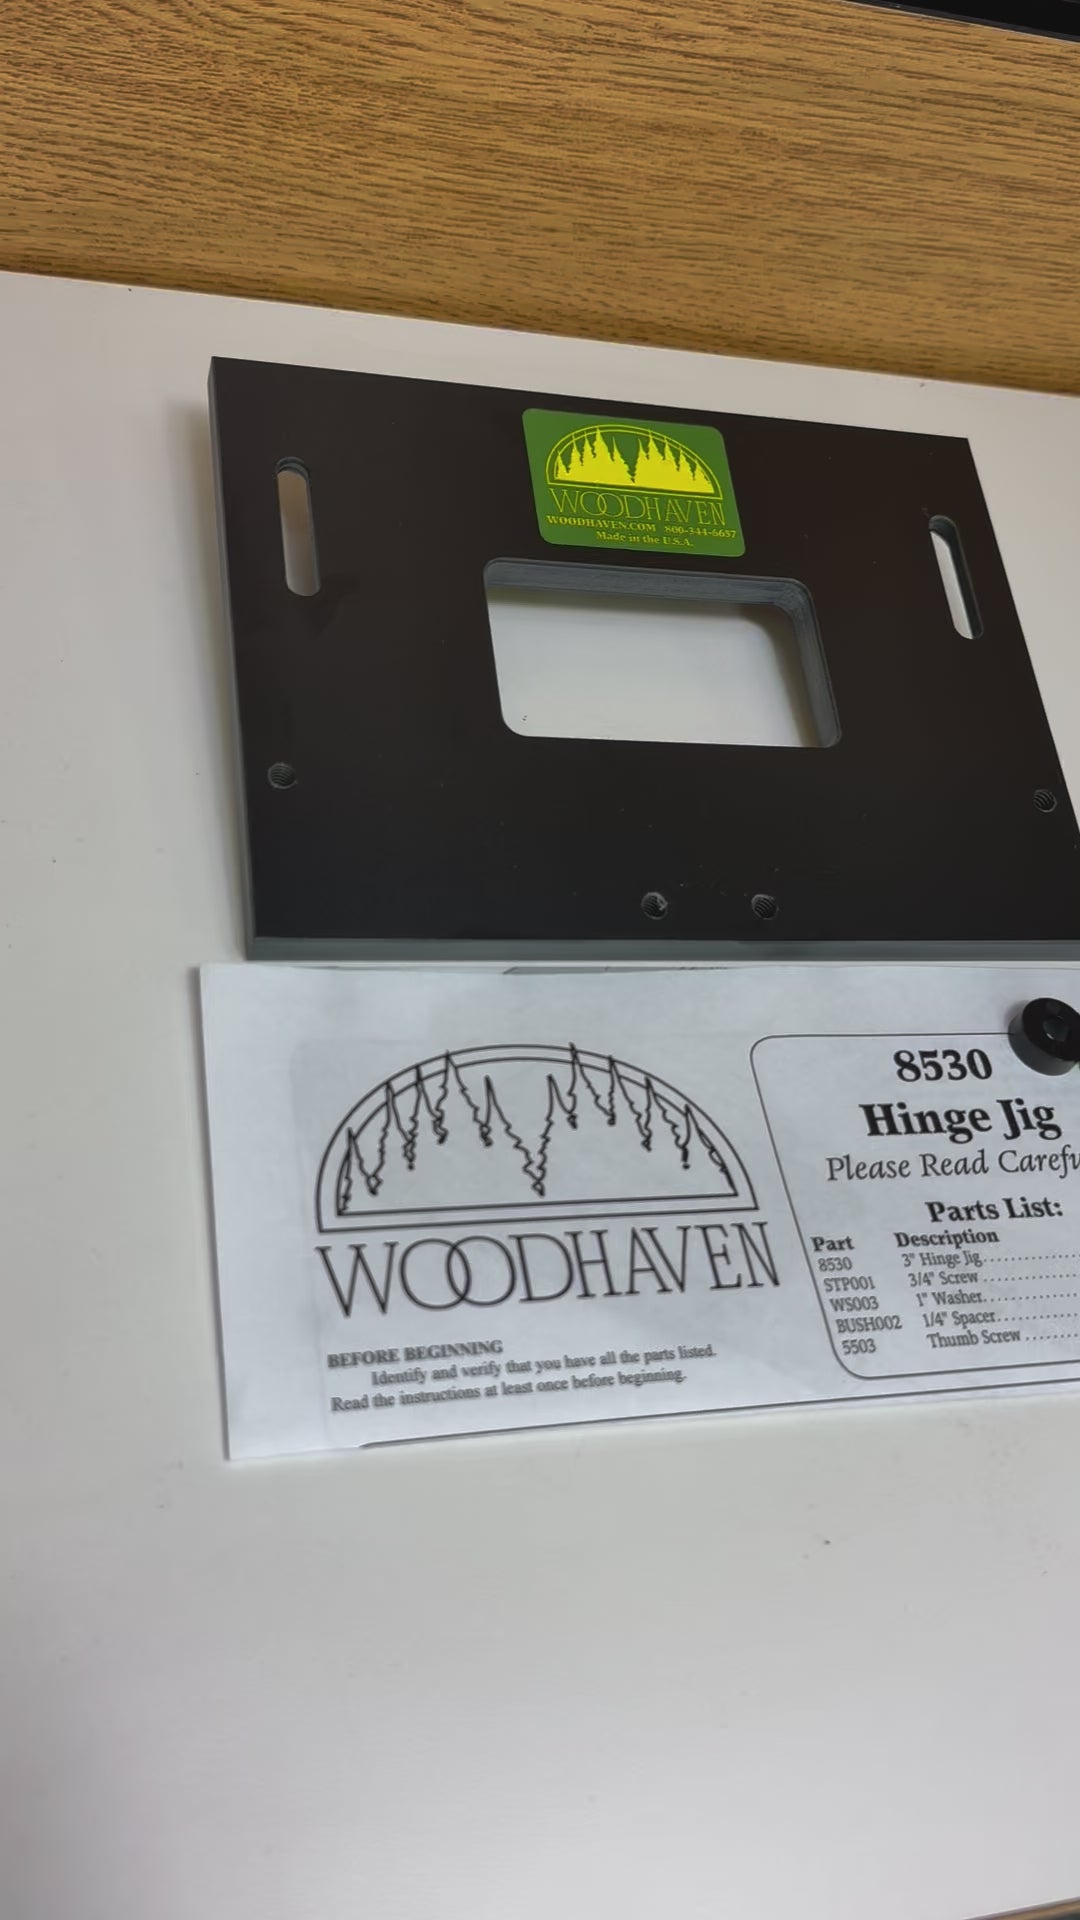 WOODHAVEN
WOODHAVEN.COM 800-344-6657
Made in the U.S.A.
8530
Hinge Jig
Please Read
Parts List:
Part Description
8530 3" Hinge Jig
STP001 3/4" Screw
WS003 1" Washer
BUSH002 1/4" Spacer
5503 Thumb Screw
WOODHAVEN
BEFORE BEGINNING
Identify and verify that you have all the parts listed.
Read the instructions at least once before beginning.